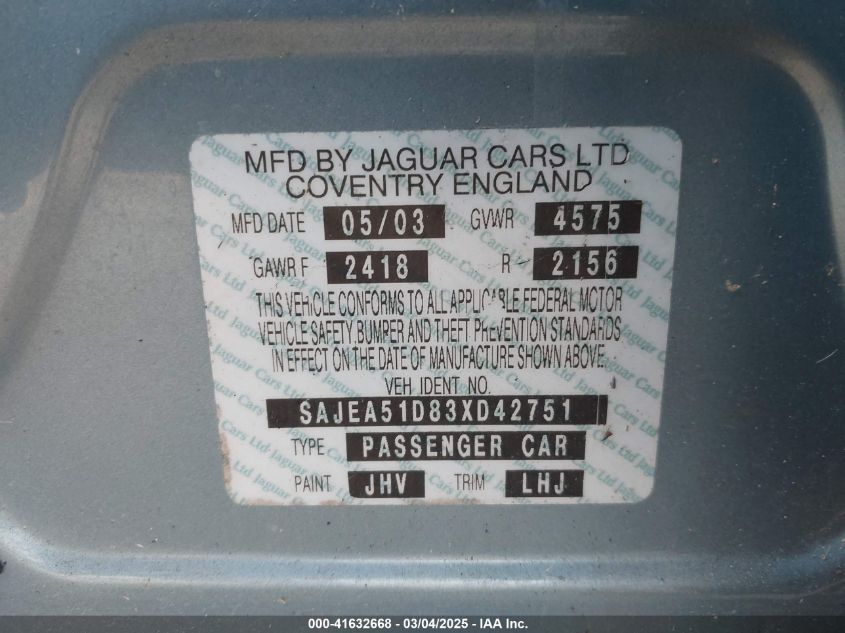 MFD BY JAGUAR CARS LTD
COVENTRY ENGLAND
MFD DATE 05/03 GVWR 4575
GAWR F 2418 R 2156
THIS VEHICLE CONFORMS TO ALL APPLICABLE FEDERAL MOTOR
VEHICLE SAFETY, BUMPER AND THEFT PREVENTION STANDARDS
IN EFFECT ON THE DATE OF MANUFACTURE SHOWN ABOVE
VEH IDENT NO.
SAJEA51D83XD42751
TYPE PASSENGER CAR
PAINT JHV TRIM LHJ
000-41632668 - 03/04/2025 - IAA Inc.